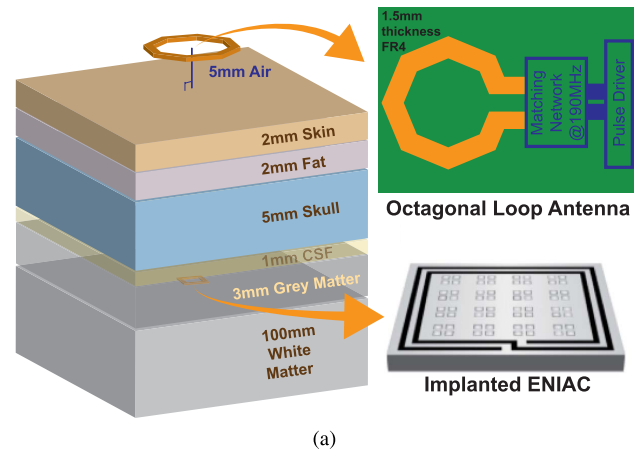 5mm Air
2mm Skin
2mm Fat
5mm Skull
1mm CSF
3mm Grey Matter
100mm
White
Matter
1.5mm
thickness
FR4
Matching
Network
@190MHz
Pulse Driver
Octagonal Loop Antenna
Implanted ENIAC
(a)